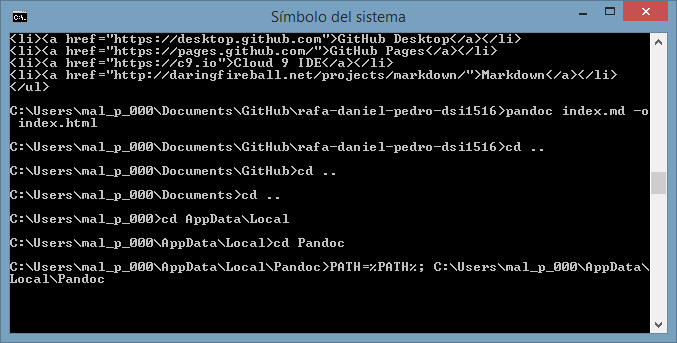 Símbolo del sistema
<li><a href="https://desktop.github.com">GitHub Desktop</a></li>
<li><a href="https://pages.github.com/">GitHub Pages</a></li>
<li><a href="https://c9.io">Cloud 9 IDE</a></li>
<li><a href="http://daringfireball.net/projects/markdown/">Markdown</a></li>
</ul>
C:\Users\mal_p_000\Documents\GitHub\rafa-daniel-pedro-dsi1516>pandoc index.md -o
 index.html
C:\Users\mal_p_000\Documents\GitHub\rafa-daniel-pedro-dsi1516>cd ..
C:\Users\mal_p_000\Documents\GitHub>cd ..
C:\Users\mal_p_000\Documents>cd ..
C:\Users\mal_p_000>cd AppData\Local
C:\Users\mal_p_000\AppData\Local>cd Pandoc
C:\Users\mal_p_000\AppData\Local\Pandoc>PATH=%PATH%; C:\Users\mal_p_000\AppData\
Local\Pandoc